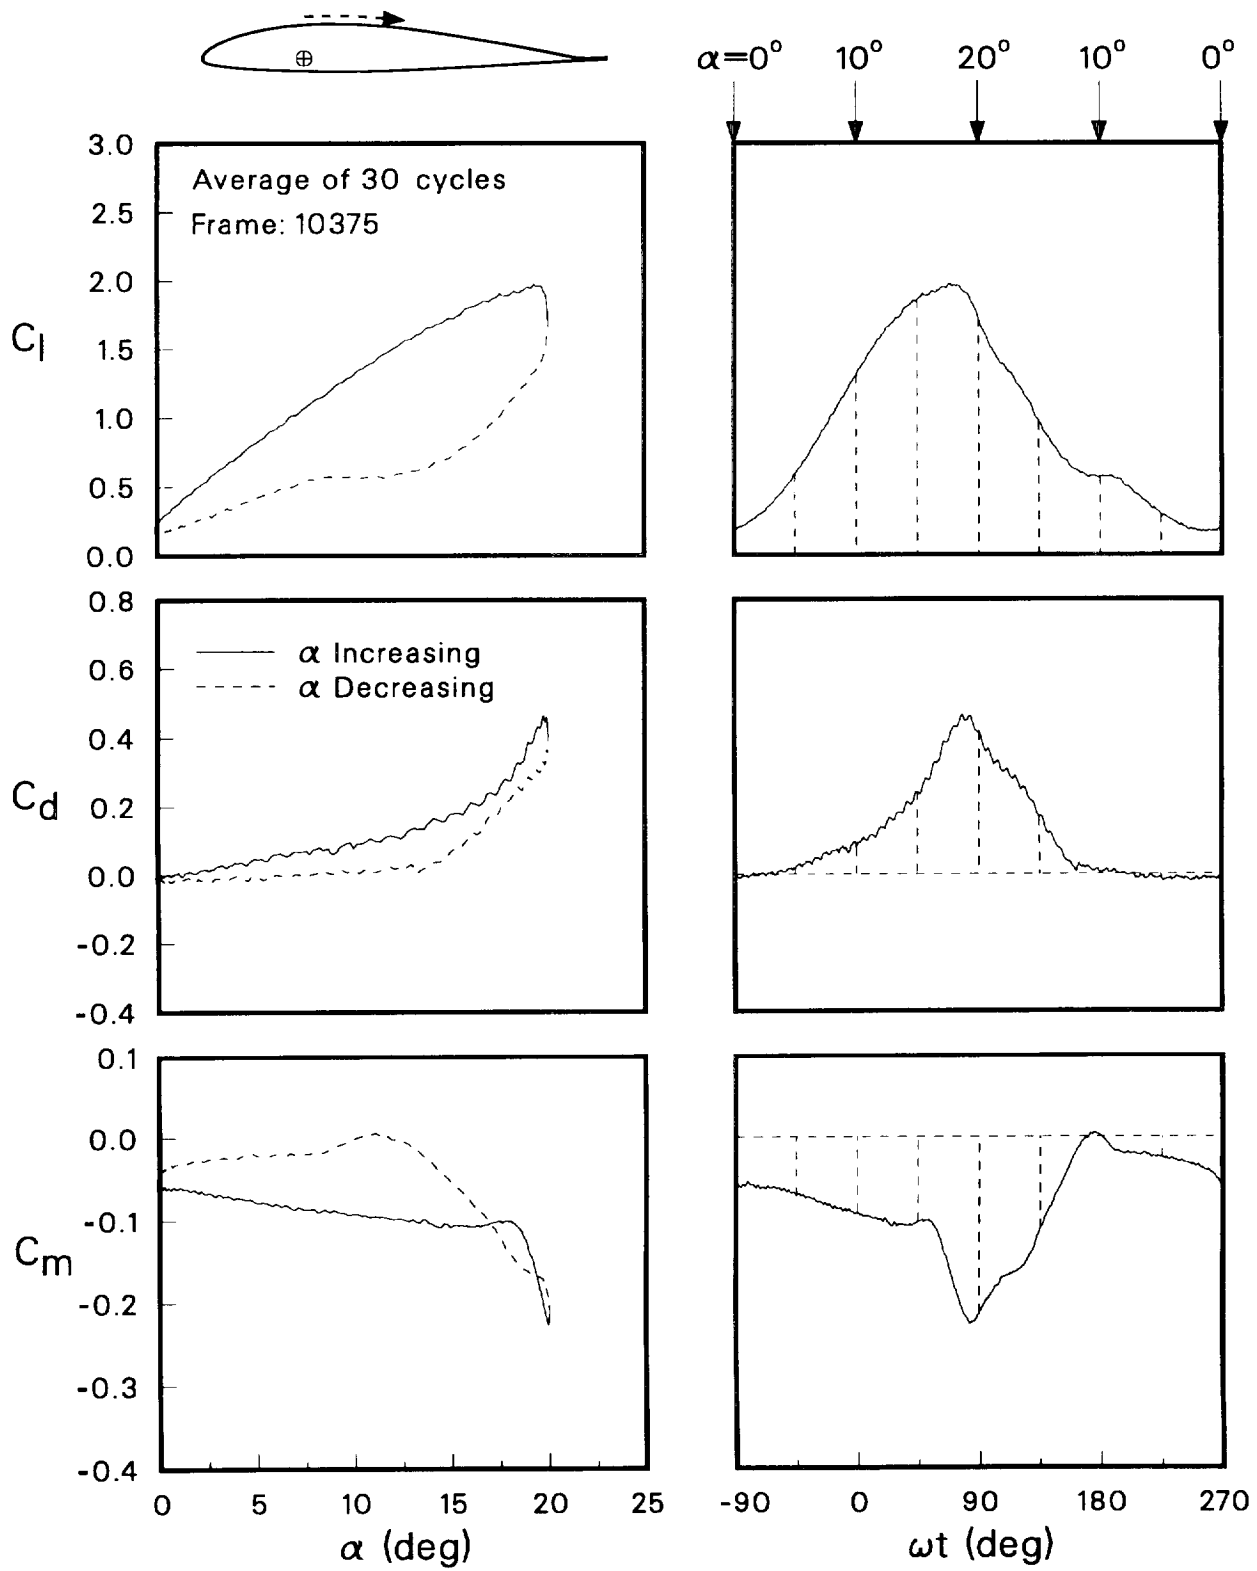 α=0° 10° 20° 10° 0°
3.0
2.5
2.0
1.5
1.0
0.5
0.0
Cl
Average of 30 cycles
Frame: 10375
0.8
0.6
0.4
0.2
0.0
-0.2
-0.4
Cd
α Increasing
α Decreasing
0.1
0.0
-0.1
-0.2
-0.3
-0.4
Cm
0 5 10 15 20 25
α (deg)
-90 0 90 180 270
ωt (deg)